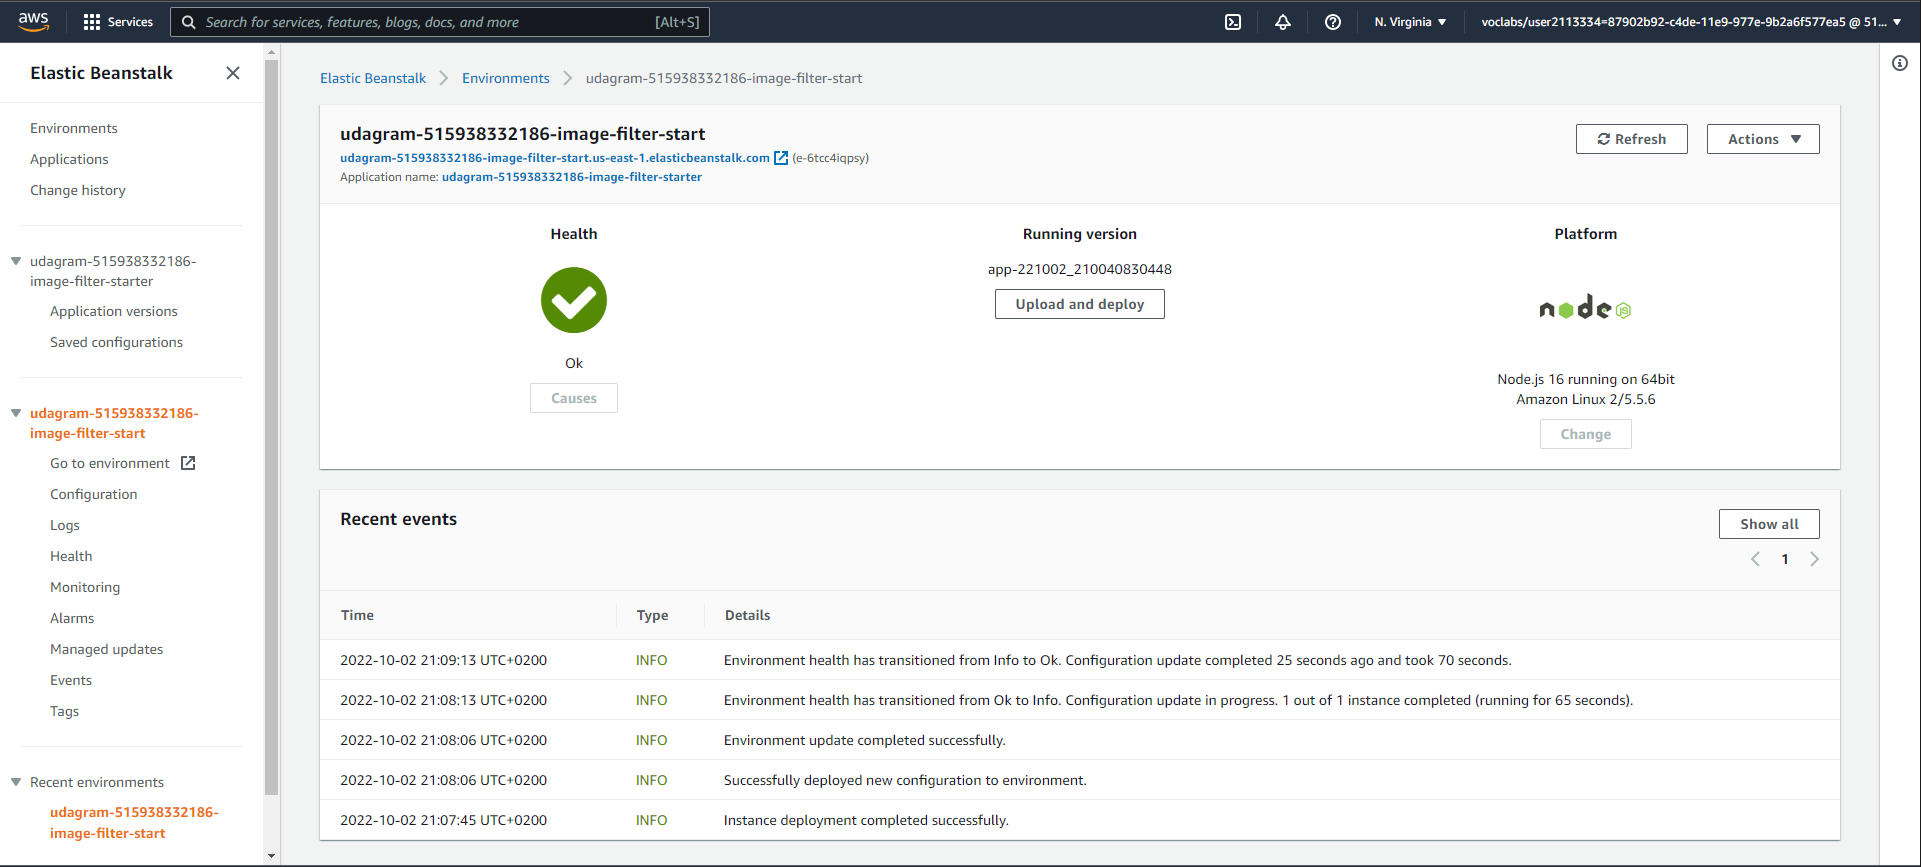 aws Services Search for services, features, blogs, docs, and more [Alt+S] N. Virginia voclabs/user2113334=87902b92-c4de-11e9-977e-9b2a6f577ea5 @ 51...
Elastic Beanstalk
Environments
Applications
Change history
udagram-515938332186-
image-filter-starter
Application versions
Saved configurations
udagram-515938332186-
image-filter-start
Go to environment
Configuration
Logs
Health
Monitoring
Alarms
Managed updates
Events
Tags
Recent environments
udagram-515938332186-
image-filter-start
Elastic Beanstalk Environments udagram-515938332186-image-filter-start
udagram-515938332186-image-filter-start
Refresh Actions
udagram-515938332186-image-filter-start.us-east-1.elasticbeanstalk.com (e-6tcc4iqpsy)
Application name: udagram-515938332186-image-filter-starter
Health
Ok
Causes
Running version
app-221002_210040830448
Upload and deploy
Platform
node JS
Node.js 16 running on 64bit
Amazon Linux 2/5.5.6
Change
Recent events
Show all
1
Time Type Details
2022-10-02 21:09:13 UTC+0200 INFO Environment health has transitioned from Info to Ok. Configuration update completed 25 seconds ago and took 70 seconds.
2022-10-02 21:08:13 UTC+0200 INFO Environment health has transitioned from Ok to Info. Configuration update in progress. 1 out of 1 instance completed (running for 65 seconds).
2022-10-02 21:08:06 UTC+0200 INFO Environment update completed successfully.
2022-10-02 21:08:06 UTC+0200 INFO Successfully deployed new configuration to environment.
2022-10-02 21:07:45 UTC+0200 INFO Instance deployment completed successfully.